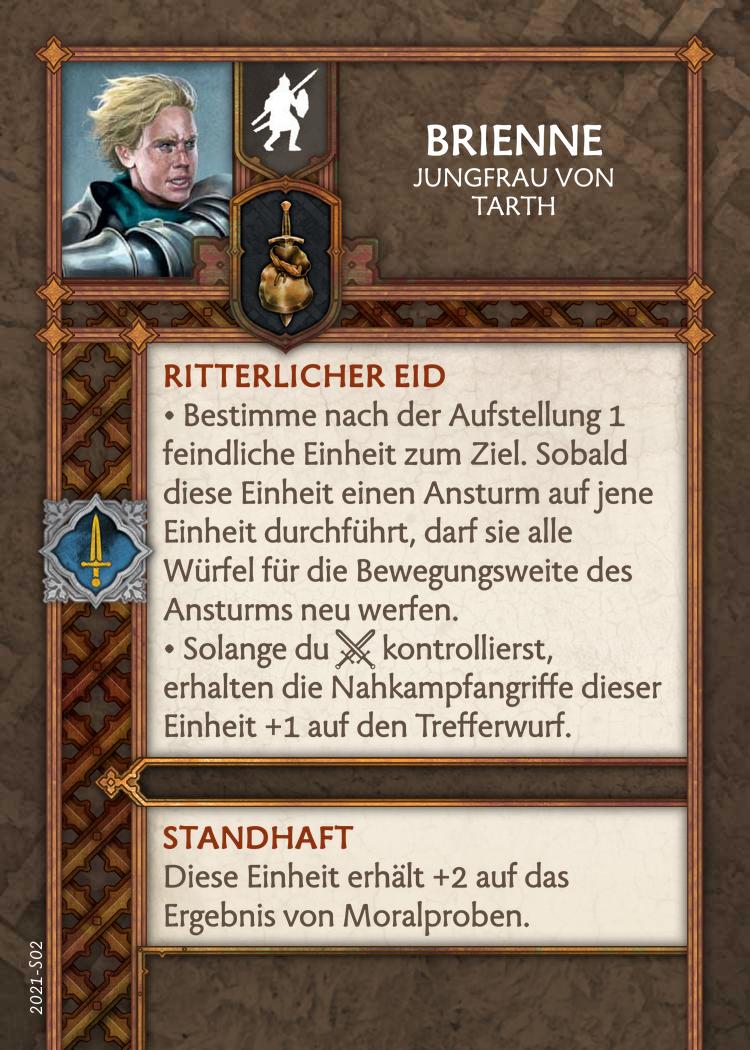 BRIENNE
JUNGFRAU VON
TARTH
RITTERLICHER EID
• Bestimme nach der Aufstellung 1
feindliche Einheit zum Ziel. Sobald
diese Einheit einen Ansturm auf jene
Einheit durchführt, darf sie alle
Würfel für die Bewegungsweite des
Ansturms neu werfen.
• Solange du kontrollierst,
erhalten die Nahkampfangriffe dieser
Einheit +1 auf den Trefferwurf.
STANDHAFT
Diese Einheit erhält +2 auf das
Ergebnis von Moralproben.
2021-S02